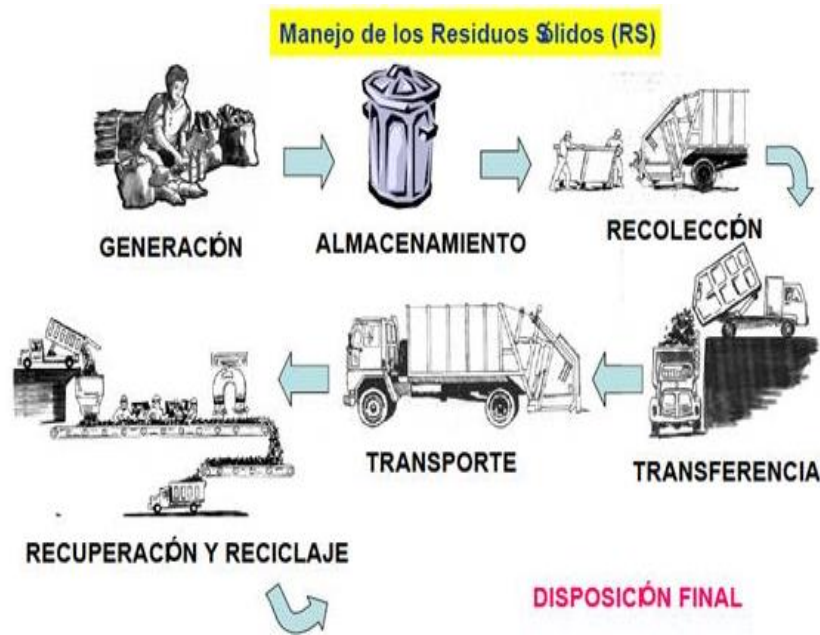 Manejo de los Residuos Sólidos (RS)
GENERACIÓN
ALMACENAMIENTO
RECOLECCIÓN
TRANSFERENCIA
TRANSPORTE
RECUPERACIÓN Y RECICLAJE
DISPOSICIÓN FINAL